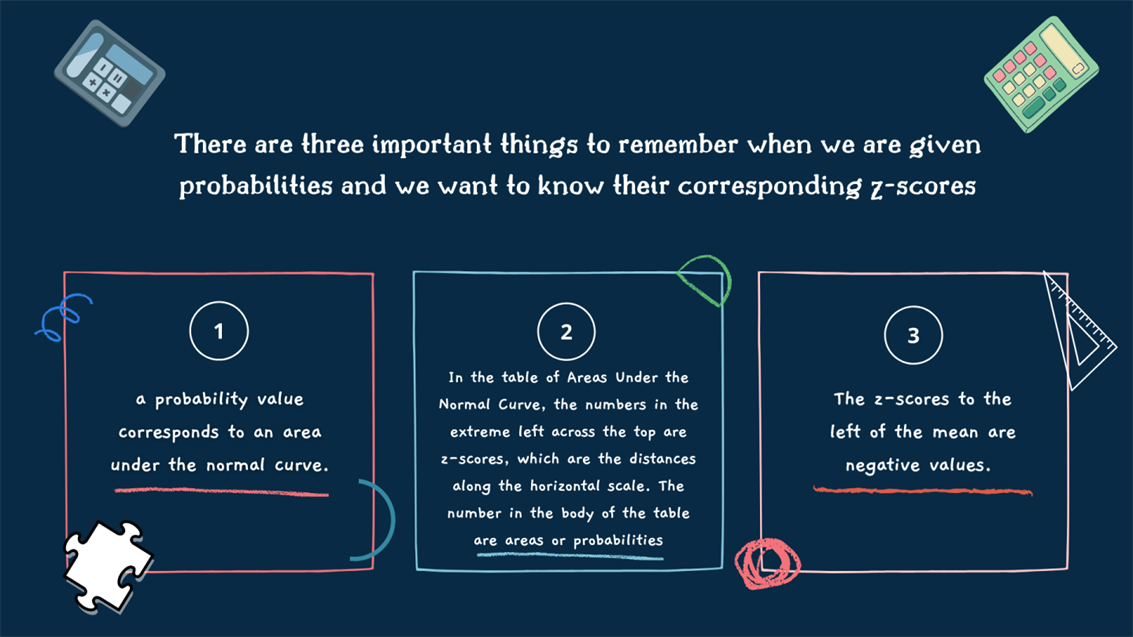 There are three important things to remember when we are given
probabilities and we want to know their corresponding z-scores
1
a probability value
corresponds to an area
under the normal curve.
2
In the table of Areas Under the
Normal Curve, the numbers in the
extreme left across the top are
z-scores, which are the distances
along the horizontal scale. The
number in the body of the table
are areas or probabilities
3
The z-scores to the
left of the mean are
negative values.